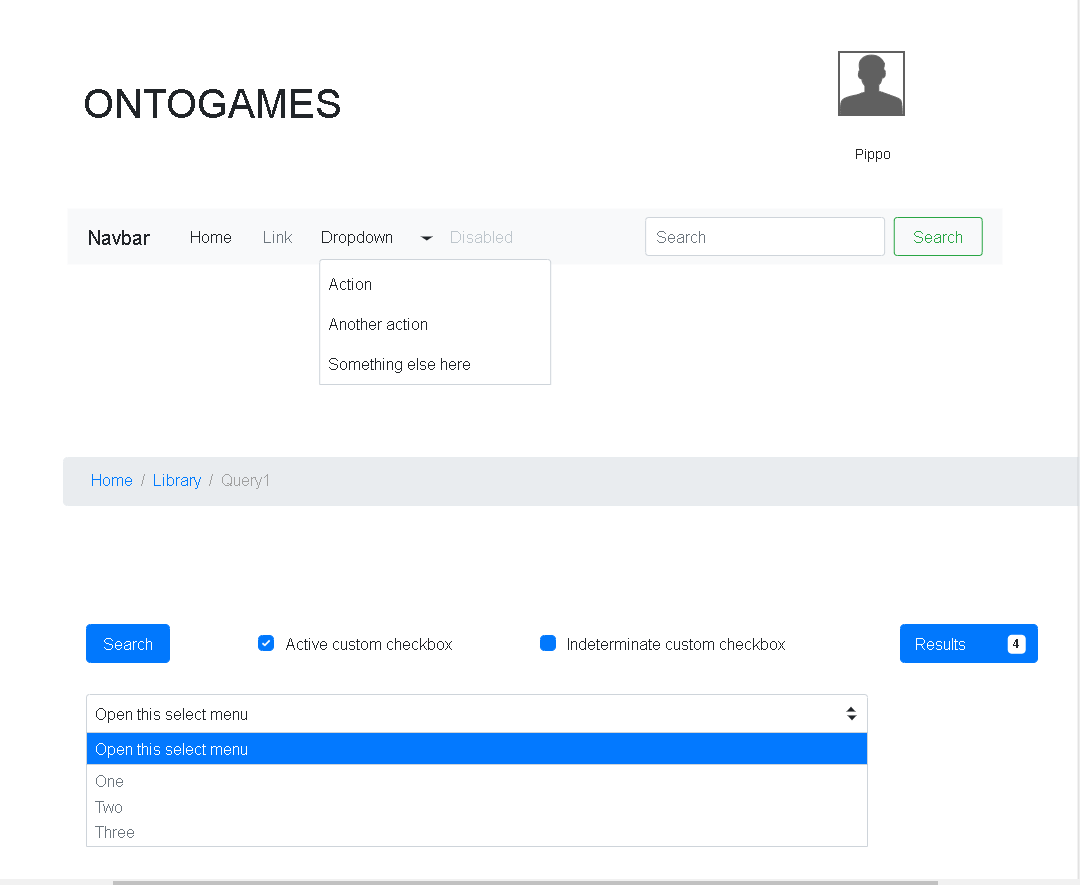 ONTOGAMES
Pippo
Navbar Home Link Dropdown Disabled Search Search
Action
Another action
Something else here
Home / Library / Query1
Search Active custom checkbox Indeterminate custom checkbox Results 4
Open this select menu
Open this select menu
One
Two
Three